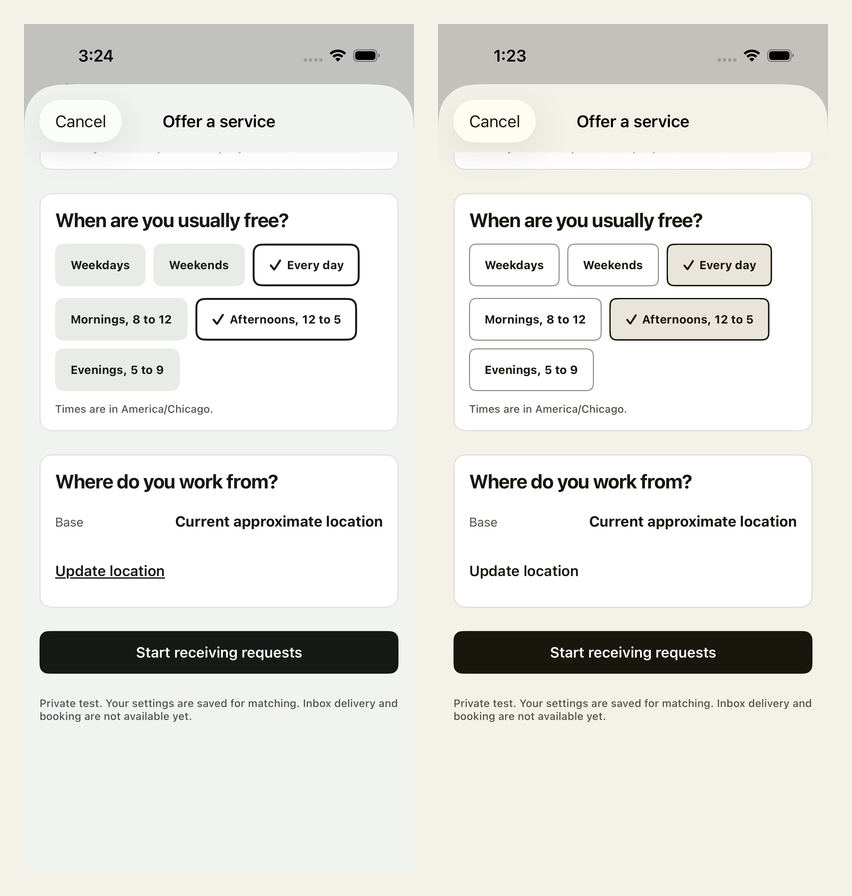 3:24
Cancel
Offer a service
When are you usually free?
Weekdays
Weekends
✓ Every day
Mornings, 8 to 12
✓ Afternoons, 12 to 5
Evenings, 5 to 9
Times are in America/Chicago.
Where do you work from?
Base
Current approximate location
Update location
Start receiving requests
Private test. Your settings are saved for matching. Inbox delivery and
booking are not available yet.
1:23
Cancel
Offer a service
When are you usually free?
Weekdays
Weekends
✓ Every day
Mornings, 8 to 12
✓ Afternoons, 12 to 5
Evenings, 5 to 9
Times are in America/Chicago.
Where do you work from?
Base
Current approximate location
Update location
Start receiving requests
Private test. Your settings are saved for matching. Inbox delivery and
booking are not available yet.